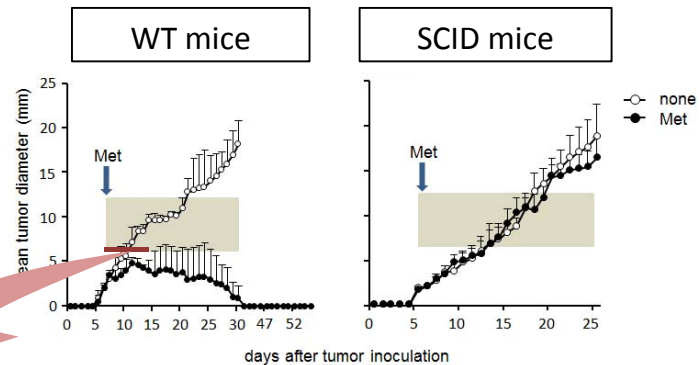 WT mice
SCID mice
ean tumor diameter (mm)
25
20
15
10
5
0
Met
0 5 10 15 20 25 30 47 52
Met
0 5 10 15 20 25
none
Met
days after tumor inoculation